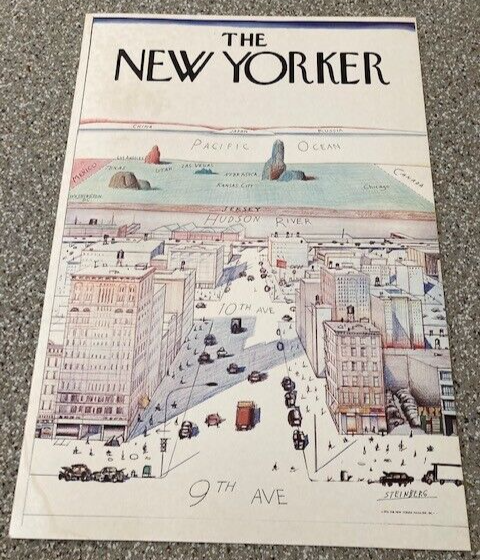 THE
NEW YORKER
CHINA JAPAN RUSSIA
PACIFIC OCEAN
LOS ANGELES
MEXICO TEXAS UTAH LAS VEGAS NEBRASKA CANADA
WASHINGTON KANSAS CITY CHICAGO
JERSEY
HUDSON RIVER
10TH AVE
9TH AVE
STEINBERG